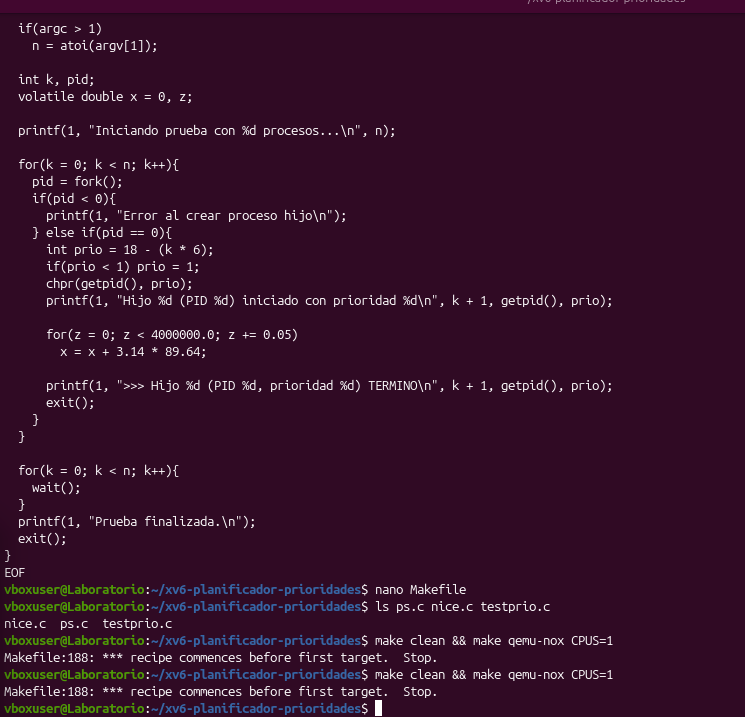 /xv6-planificador-prioridades
  if(argc > 1)
    n = atoi(argv[1]);

  int k, pid;
  volatile double x = 0, z;

  printf(1, "Iniciando prueba con %d procesos...\n", n);

  for(k = 0; k < n; k++){
    pid = fork();
    if(pid < 0){
      printf(1, "Error al crear proceso hijo\n");
    } else if(pid == 0){
      int prio = 18 - (k * 6);
      if(prio < 1) prio = 1;
      chpr(getpid(), prio);
      printf(1, "Hijo %d (PID %d) iniciado con prioridad %d\n", k + 1, getpid(), prio);

      for(z = 0; z < 4000000.0; z += 0.05)
        x = x + 3.14 * 89.64;

      printf(1, ">>> Hijo %d (PID %d, prioridad %d) TERMINO\n", k + 1, getpid(), prio);
      exit();
    }
  }

  for(k = 0; k < n; k++){
    wait();
  }
  printf(1, "Prueba finalizada.\n");
  exit();
}
EOF
vboxuser@Laboratorio:~/xv6-planificador-prioridades$ nano Makefile
vboxuser@Laboratorio:~/xv6-planificador-prioridades$ ls ps.c nice.c testprio.c
nice.c  ps.c  testprio.c
vboxuser@Laboratorio:~/xv6-planificador-prioridades$ make clean && make qemu-nox CPUS=1
Makefile:188: *** recipe commences before first target.  Stop.
vboxuser@Laboratorio:~/xv6-planificador-prioridades$ make clean && make qemu-nox CPUS=1
Makefile:188: *** recipe commences before first target.  Stop.
vboxuser@Laboratorio:~/xv6-planificador-prioridades$